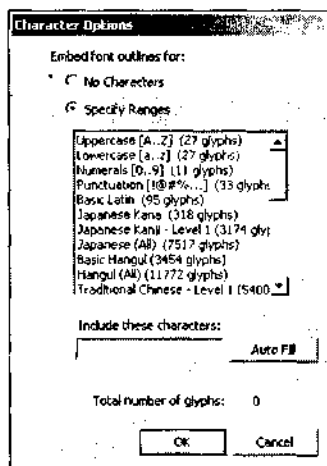 Character Options
Embed font outlines for:
No Characters
Specify Ranges
Uppercase [A..Z] (27 glyphs)
Lowercase [a..z] (27 glyphs)
Numerals [0..9] (11 glyphs)
Punctuation [!@#%...] (33 glyph
Basic Latin (95 glyphs)
Japanese Kana (318 glyphs)
Japanese Kanji - Level 1 (3174 gly
Japanese (All) (7517 glyphs)
Basic Hangul (3454 glyphs)
Hangul (All) (11772 glyphs)
Traditional Chinese - Level 1 (5400
Include these characters:
Auto Fill
Total number of glyphs: 0
OK Cancel